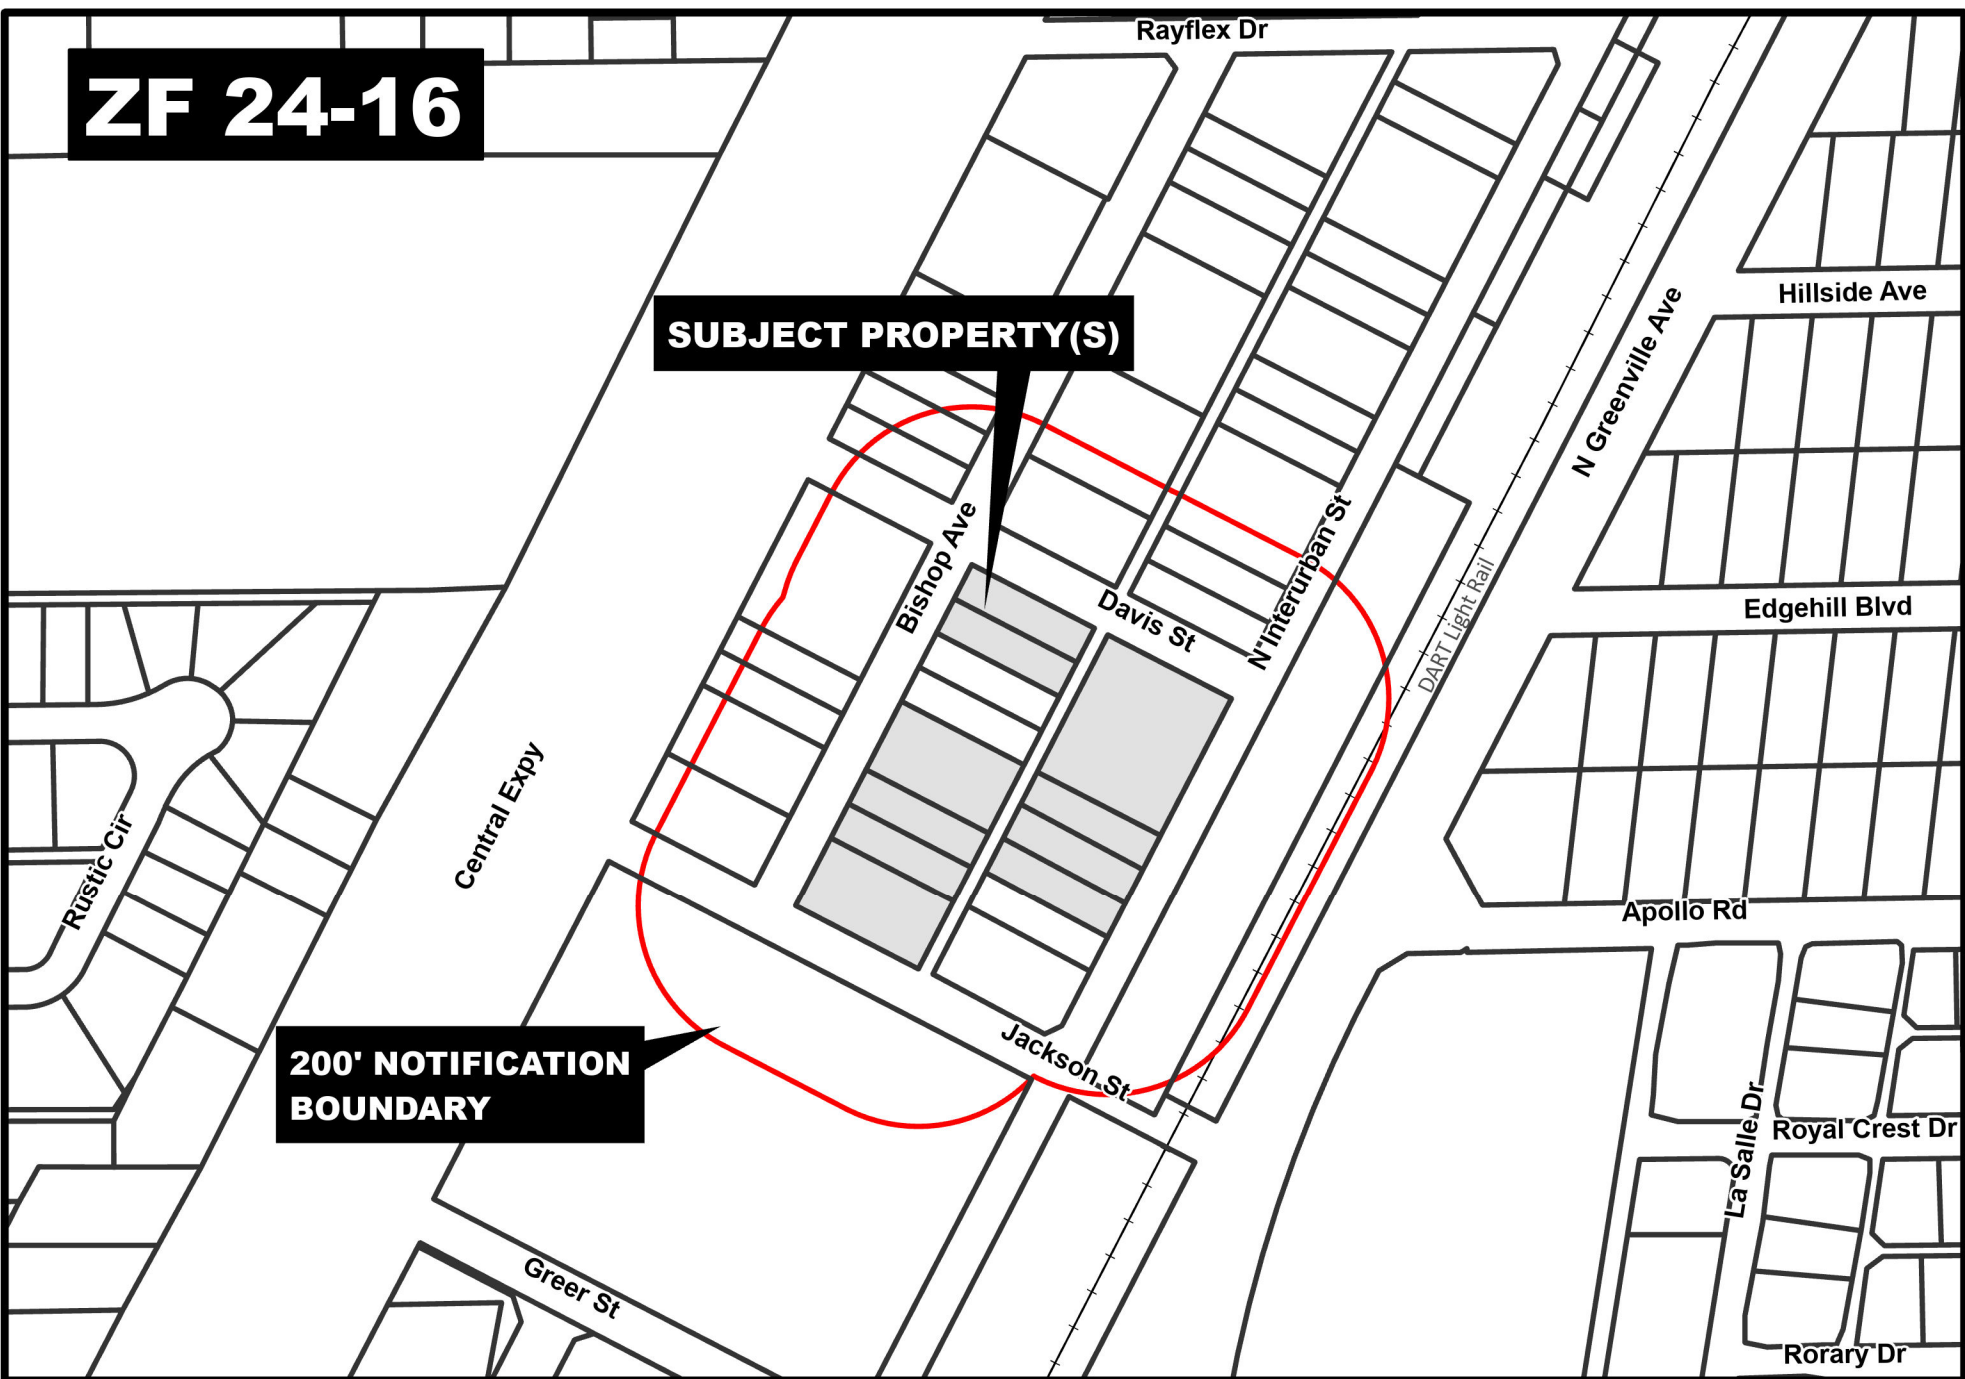 Rayflex Dr
ZF 24-16
Hillside Ave
SUBJECT PROPERTY(S)
N Greenville Ave
Bishop Ave
N Interurban St
Davis St
DART Light Rail
Edgehill Blvd
Central Expy
Rustic Cir
Apollo Rd
200' NOTIFICATION
BOUNDARY
Jackson St
La Salle Dr
Royal Crest Dr
Greer St
Rorary Dr